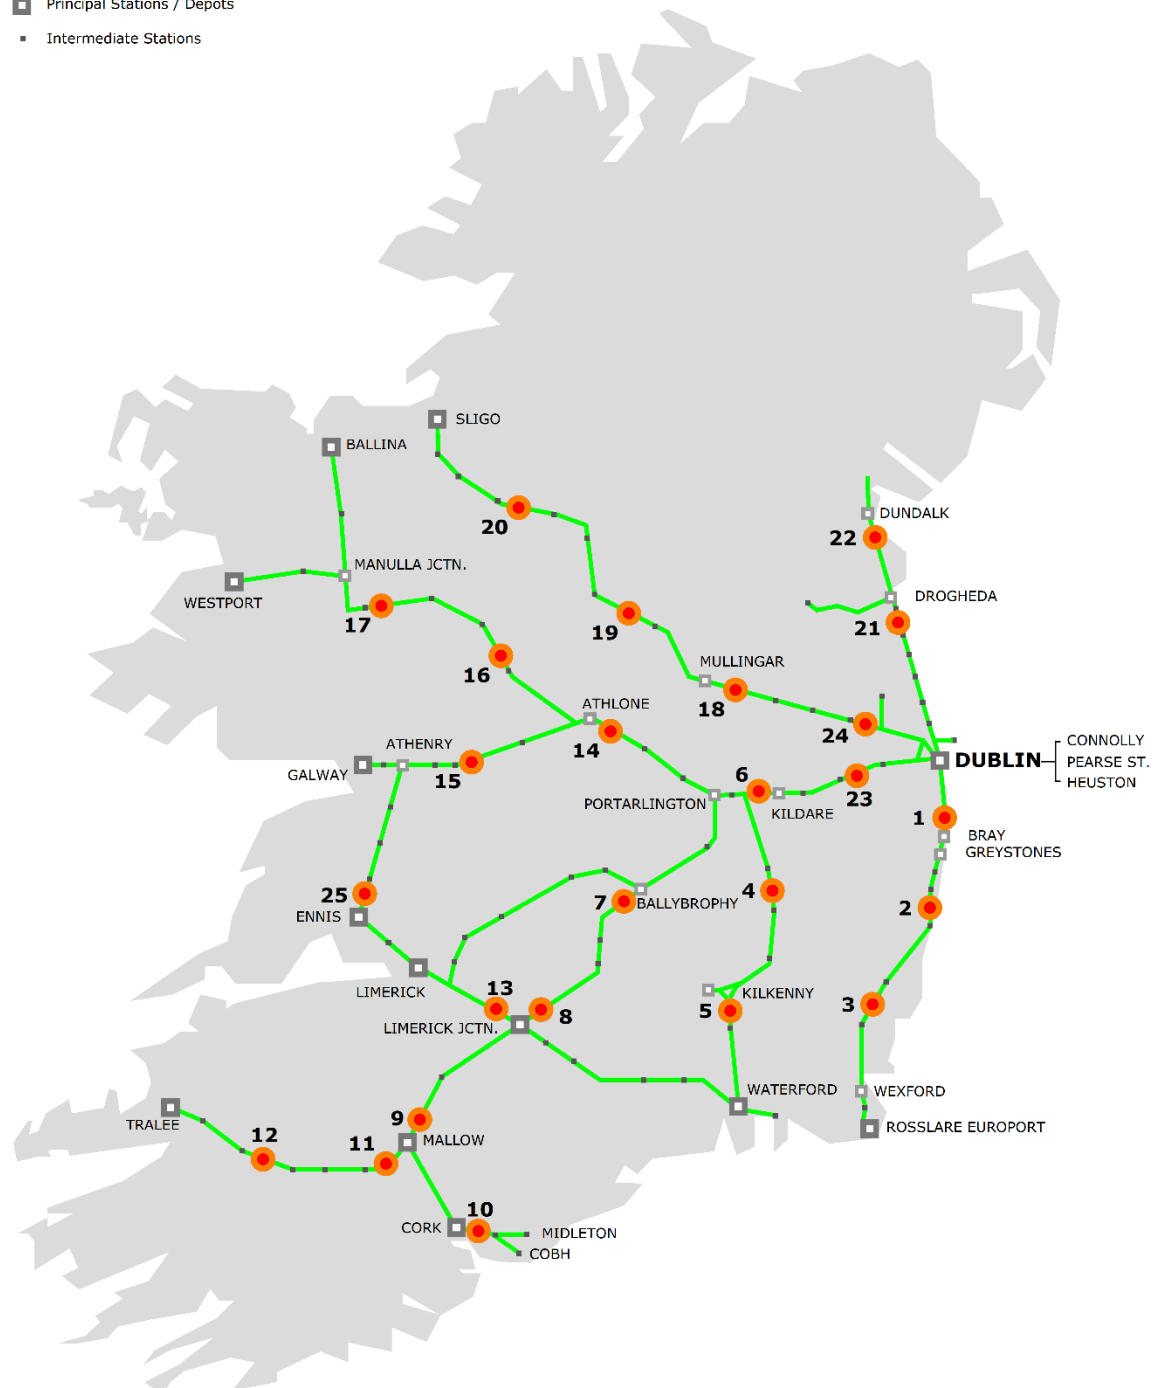 Principal Stations / Depots
Intermediate Stations
SLIGO
BALLINA
20
DUNDALK
22
MANULLA JCTN.
WESTPORT
DROGHEDA
17
19
21
MULLINGAR
16
18
ATHLONE
14
24
ATHENRY
CONNOLLY
DUBLIN
PEARSE ST.
GALWAY
15
6
HEUSTON
PORTARLINGTON
23
KILDARE
1
BRAY
GREYSTONES
25
4
7
BALLYBROPHY
2
ENNIS
LIMERICK
13
KILKENNY
3
LIMERICK JCTN.
8
5
WATERFORD
WEXFORD
TRALEE
9
ROSSLARE EUROPORT
12
11
MALLOW
10
CORK
MIDLETON
COBH